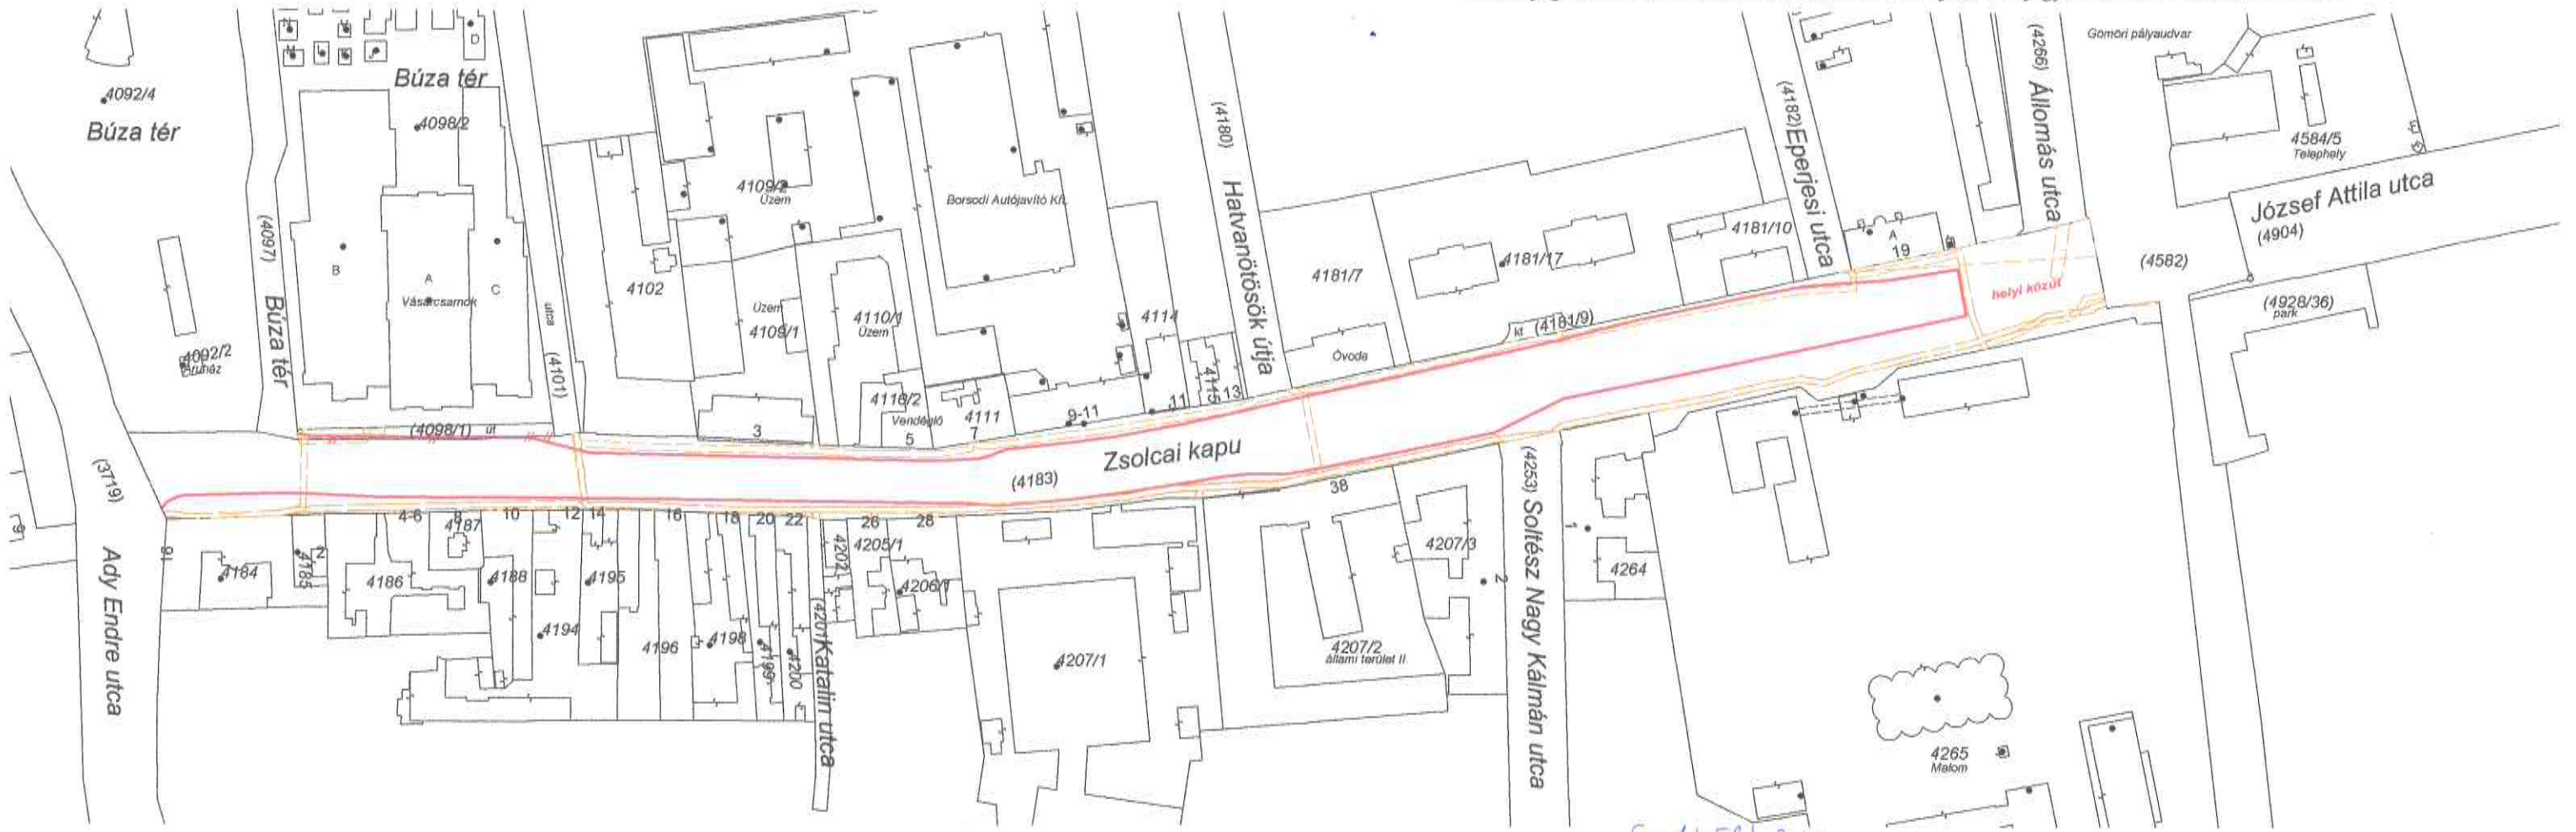 Gömöri pályaudvar
D
Búza tér
4092/4
4098/2
Búza tér
(4180)
(4182) Eperjesi utca
(4266) Állomás utca
4584/5
Telephely
József Attila utca
(4904)
4109/2
Üzem
Borsodi Autójavító Kft.
Hatvanötösök útja
(4097) Búza tér
B
A
Vásárcsarnok
C
utca
(4101)
4102
Üzem
4109/1
4110/1
Üzem
4114
4181/7
4181/17
4181/10
A
19
(4582)
helyi közút
(4928/36)
park
4092/2
Áruház
kt (4181/9)
Óvoda
4115
13
11
9-11
4116/2
Vendéglő
5
4111
7
3
(4098/1) út
Zsolcai kapu
(4183)
(3719)
Ady Endre utca
91
4184
4185
2
4-6
8
4187
10
12
14
16
18
20
22
26
28
38
4186
4188
4195
4194
4196
4198
4199
4200
4202
(4201) Katalin utca
4205/1
4206/1
4207/1
4207/2
állami terület II
4207/3
2
(4253) Soltész Nagy Kálmán utca
1
4264
4265
Malom